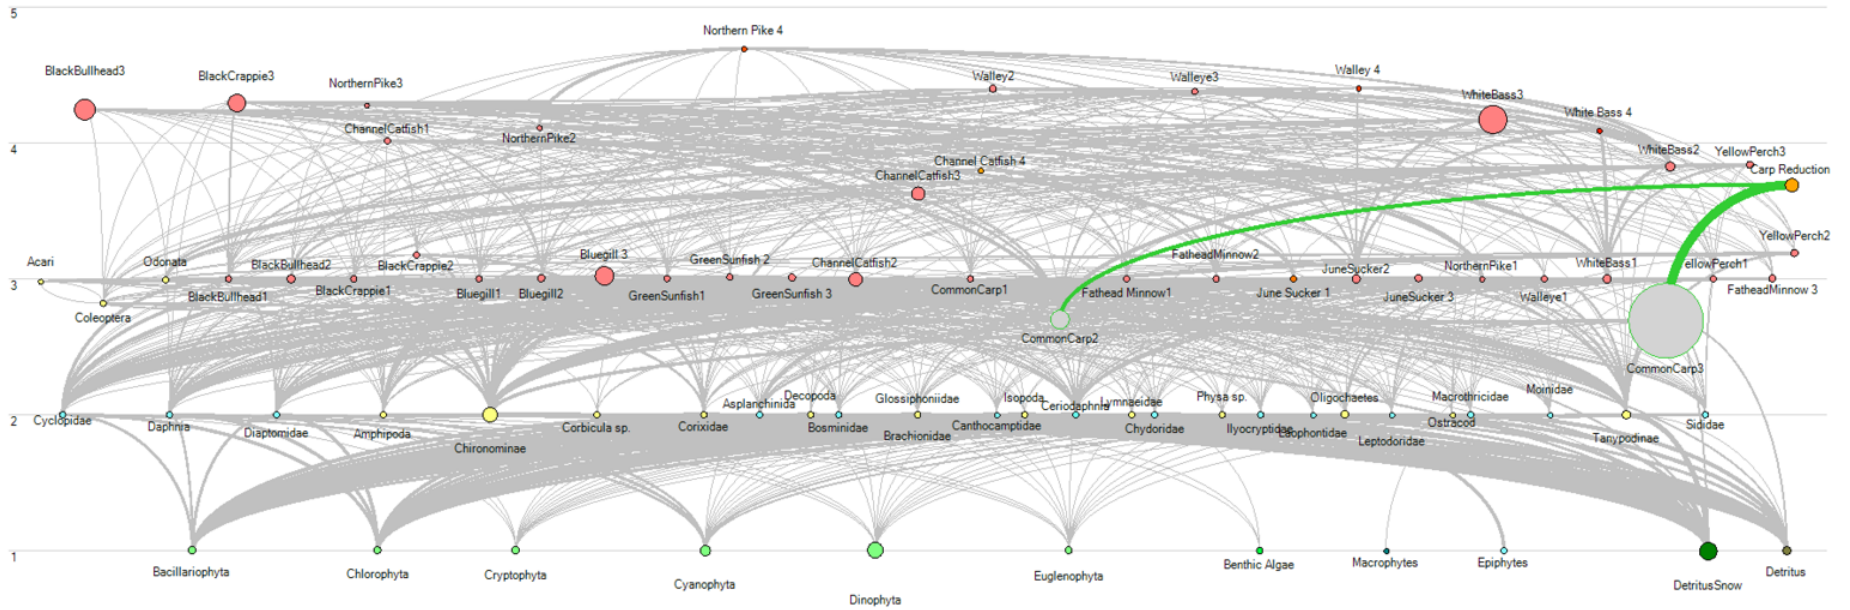 5
Northern Pike 4
BlackBullhead3
BlackCrappie3
NorthernPike3
Walley2
Walleye3
Walley 4
WhiteBass3
White Bass 4
ChannelCatfish1
NorthernPike2
4
Channel Catfish 4
ChannelCatfish3
WhiteBass2
YellowPerch3
Carp Reduction
YellowPerch2
Acari
Odonata
BlackBullhead2
BlackCrappie2
Bluegill 3
GreenSunfish 2
ChannelCatfish2
FatheadMinnow2
JuneSucker2
NorthernPike1
WhiteBass1
YellowPerch1
3
BlackBullhead1
BlackCrappie1
Bluegill1
Bluegill2
GreenSunfish1
GreenSunfish 3
CommonCarp1
Fathead Minnow1
June Sucker 1
JuneSucker 3
Walleye1
FatheadMinnow 3
Coleoptera
CommonCarp2
CommonCarp3
2
Cyclopidae
Daphnia
Diaptomidae
Amphipoda
Chironominae
Corbicula sp.
Corixidae
Asplanchinida
Decopoda
Bosminidae
Glossiphoniidae
Brachionidae
Canthocamptidae
Isopoda
Ceriodaphnia
Lymnaeidae
Chydoridae
Physa sp.
Ilyocryptidae
Laophontidae
Oligochaetes
Leptodoridae
Macrothricidae
Ostracod
Moinidae
Tanypodinae
Sididae
1
Bacillariophyta
Chlorophyta
Cryptophyta
Cyanophyta
Dinophyta
Euglenophyta
Benthic Algae
Macrophytes
Epiphytes
DetritusSnow
Detritus